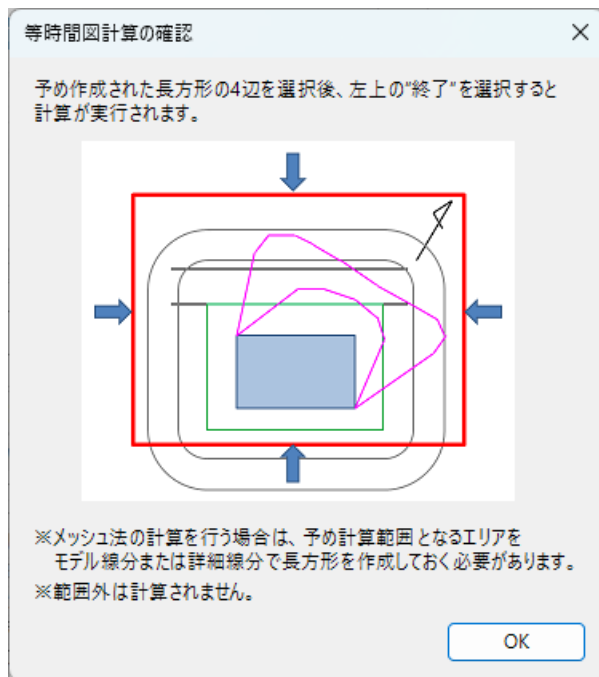 等時間図計算の確認
予め作成された長方形の4辺を選択後、左上の"終了"を選択すると
計算が実行されます。
※メッシュ法の計算を行う場合は、予め計算範囲となるエリアを
モデル線分または詳細線分で長方形を作成しておく必要があります。
※範囲外は計算されません。
OK